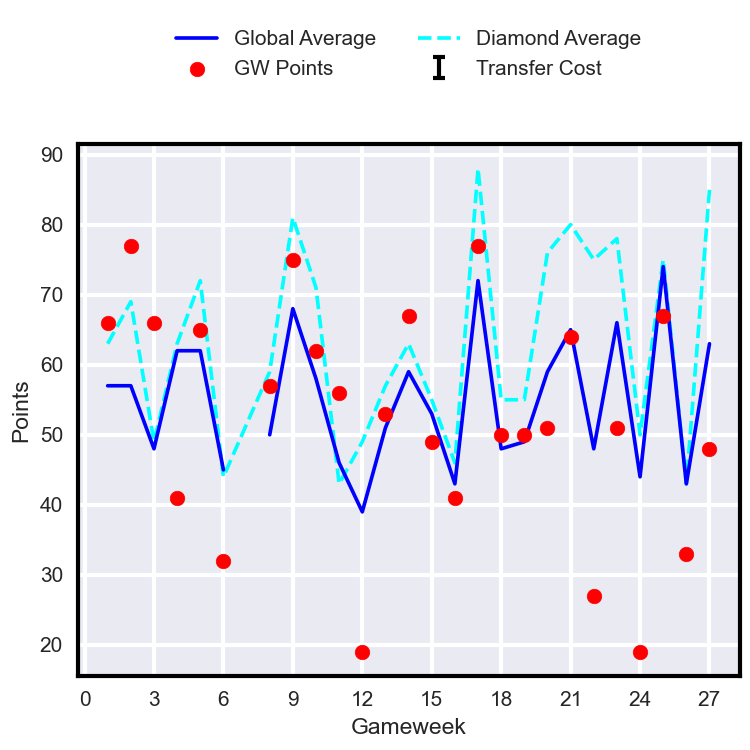 Global Average
GW Points
Diamond Average
Transfer Cost
90
80
70
60
50
40
30
20
Points
0 3 6 9 12 15 18 21 24 27
Gameweek